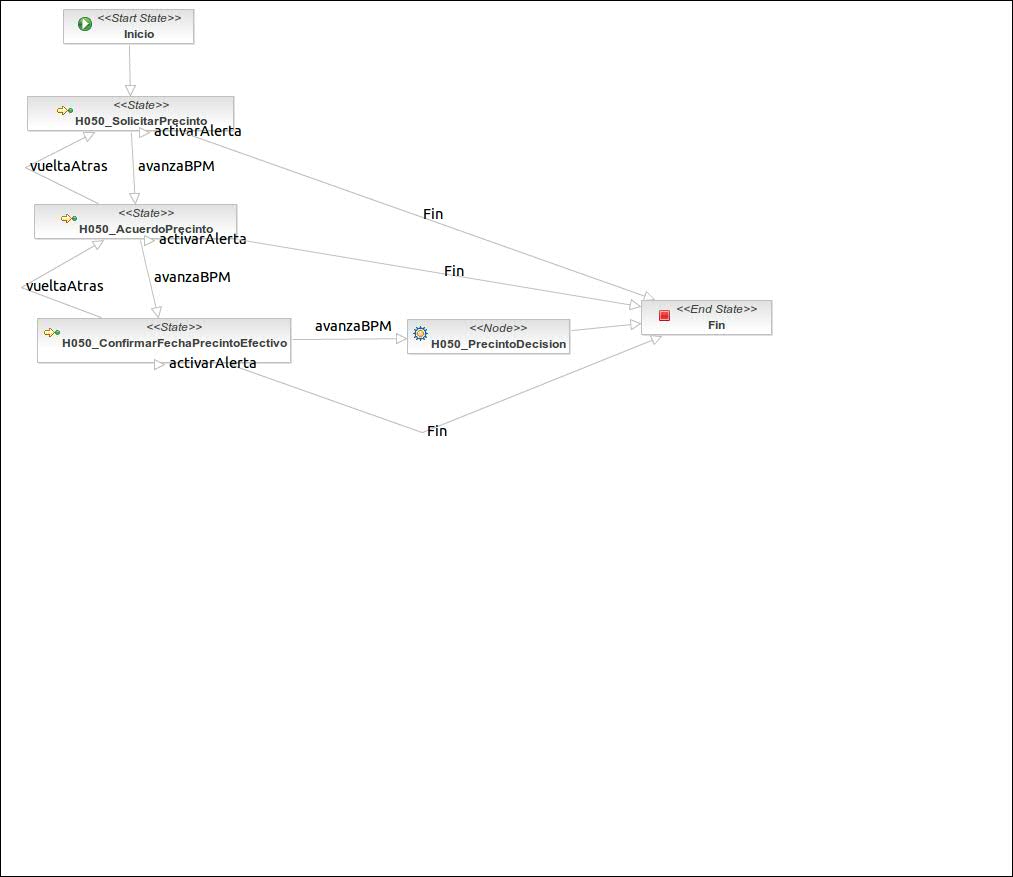 <<Start State>>
Inicio
<<State>>
H050_SolicitarPrecinto
activarAlerta
vueltaAtras
avanzaBPM
Fin
<<State>>
H050_AcuerdoPrecinto
activarAlerta
Fin
avanzaBPM
vueltaAtras
<<End State>>
Fin
<<State>>
H050_ConfirmarFechaPrecintoEfectivo
avanzaBPM
<<Node>>
H050_PrecintoDecision
activarAlerta
Fin